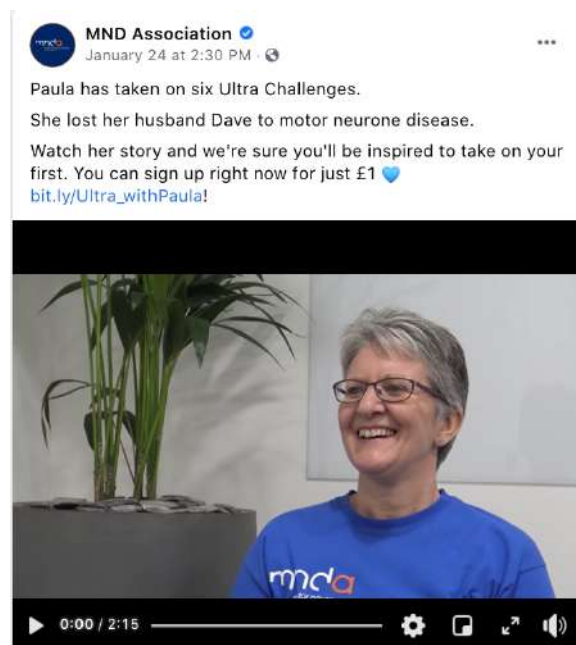 MND Association
January 24 at 2:30 PM ·
Paula has taken on six Ultra Challenges.
She lost her husband Dave to motor neurone disease.
Watch her story and we're sure you'll be inspired to take on your
first. You can sign up right now for just £1 💙
bit.ly/Ultra_withPaula!
mnda
0:00 / 2:15